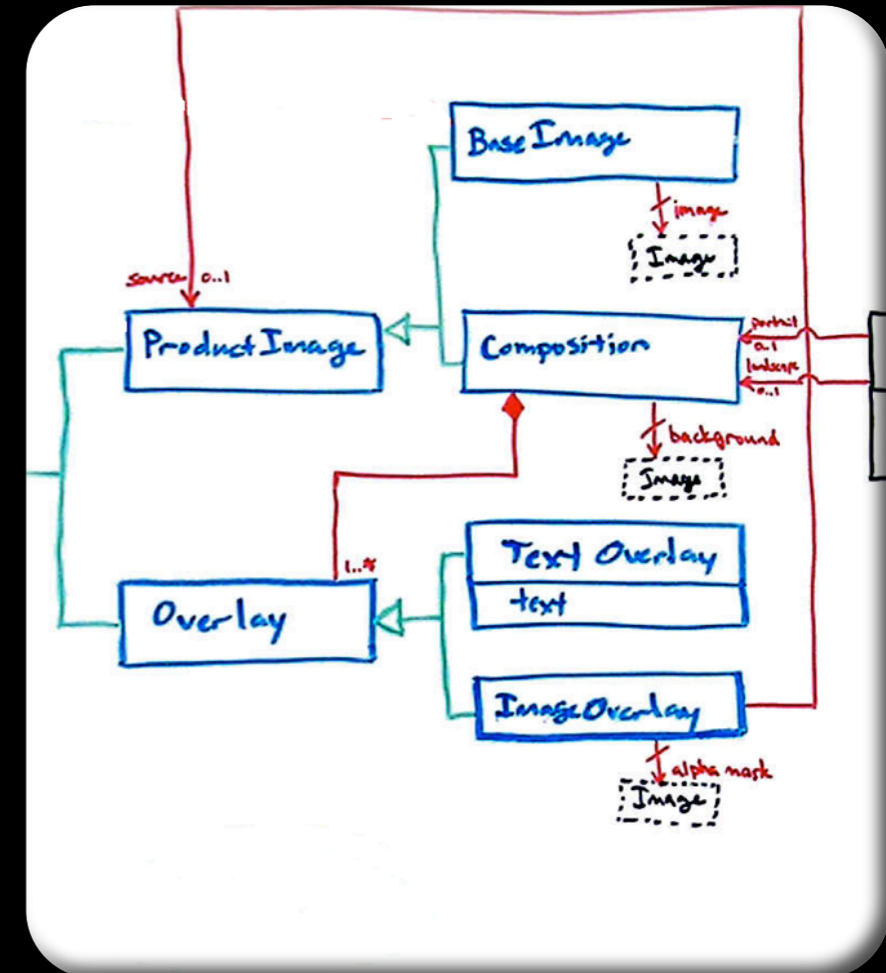 BaseImage
image
Image
source 0..1
ProductImage
Composition
portrait
0..1
landscape
0..1
background
Image
1..*
Text Overlay
text
Overlay
ImageOverlay
alpha mask
Image